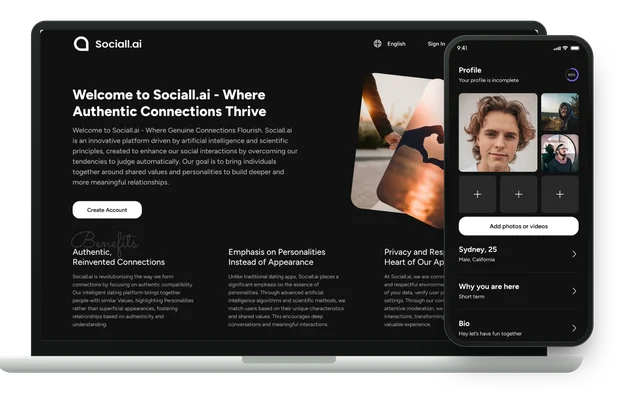 Sociall.ai
English
Sign In
Welcome to Sociall.ai - Where
Authentic Connections Thrive
Welcome to Sociall.ai - Where Genuine Connections Flourish. Sociall.ai
is an innovative platform driven by artificial intelligence and scientific
principles, created to enhance our social interactions by overcoming our
tendencies to judge automatically. Our goal is to bring individuals
together around shared values and personalities to build deeper and
more meaningful relationships.
Create Account
Benefits
Authentic,
Reinvented Connections
Sociall.ai is revolutionizing the way we form
connections by focusing on authentic compatibility.
Our intelligent dating platform brings together
people with similar Values, highlighting Personalities
rather than superficial appearances, fostering
relationships based on authenticity and
understanding.
Emphasis on Personalities
Instead of Appearance
Unlike traditional dating apps, Sociall.ai places a
significant emphasis on the essence of
personalities. Through advanced artificial
intelligence algorithms and scientific methods, we
match users based on their unique characteristics
and shared values. This encourages deep
conversations and meaningful interactions.
Privacy and Resp
Heart of Our Ap
At Sociall.ai, we are comm
and respectful environme
of your data, verify user p
settings. Through our con
attentive moderation, we
interactions, transforming
valuable experience.
9:41
Profile
Your profile is incomplete
Add photos or videos
Sydney, 25
Male, California
Why you are here
Short term
Bio
Hey let's have fun together